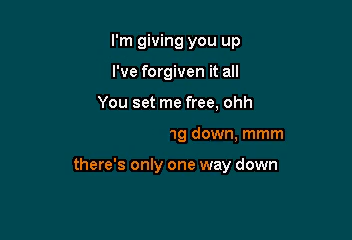 I'm giving you up
I've forgiven it all
You set me free, ohh
down, mmm
there's only one way down